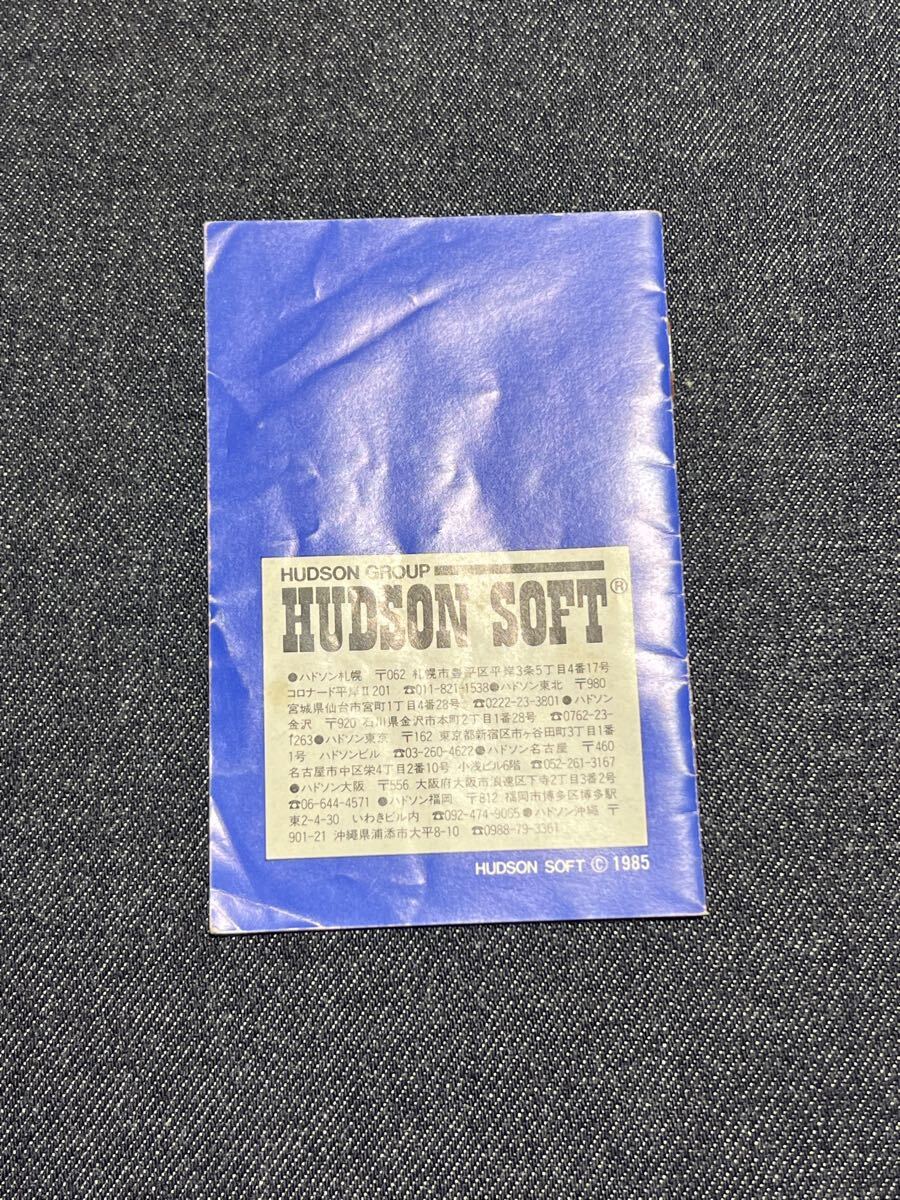 HUDSON GROUP
HUDSON SOFT®
●ハドソン札幌 〒062 札幌市豊平区平岸3条5丁目4番17号
コロナード平岸II201 ☎011-821-1538●ハドソン東北 〒980
宮城県仙台市宮町1丁目4番28号 ☎0222-23-3801●ハドソン
金沢 〒920 石川県金沢市本町2丁目1番28号 ☎0762-23-
1263●ハドソン東京 〒162 東京都新宿区市ヶ谷田町3丁目1番
1号 ハドソンビル ☎03-260-4622●ハドソン名古屋 〒460
名古屋市中区栄4丁目2番10号 小浅ビル6階 ☎052-261-3167
●ハドソン大阪 〒556 大阪府大阪市浪速区下寺2丁目3番2号
☎06-644-4571 ●ハドソン福岡 〒812 福岡市博多区博多駅
東2-4-30 いわきビル内 ☎092-474-9065●ハドソン沖縄 〒
901-21 沖縄県浦添市大平8-10 ☎0988-79-3361
HUDSON SOFT © 1985